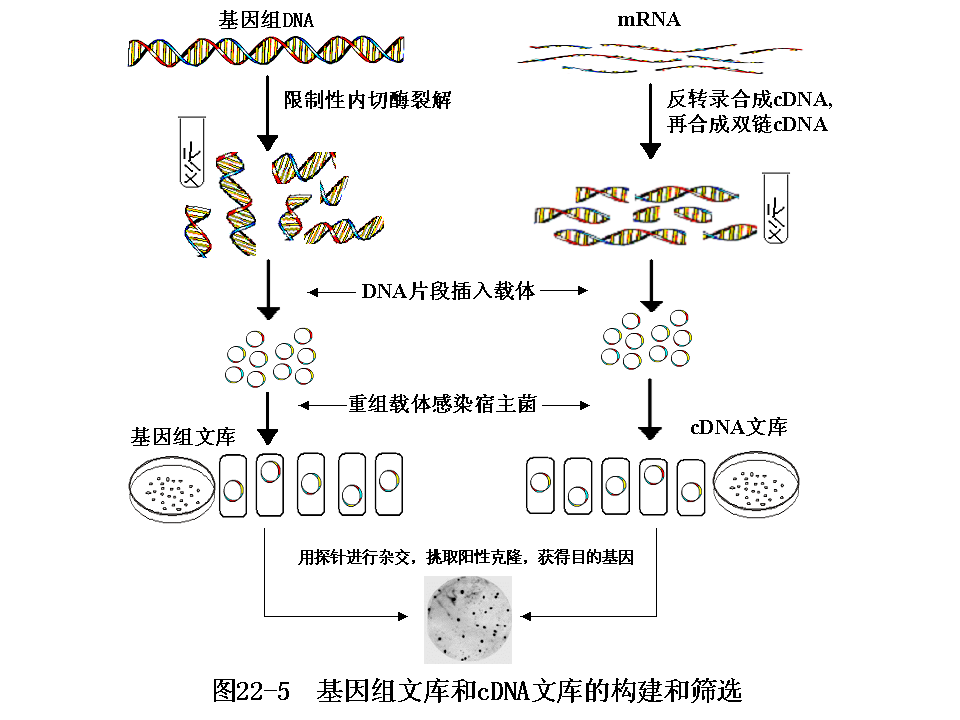 基因组DNA
mRNA
限制性内切酶裂解
反转录合成cDNA,
再合成双链cDNA
DNA片段插入载体
重组载体感染宿主菌
基因组文库
cDNA文库
用探针进行杂交，挑取阳性克隆，获得目的基因
图22-5 基因组文库和cDNA文库的构建和筛选